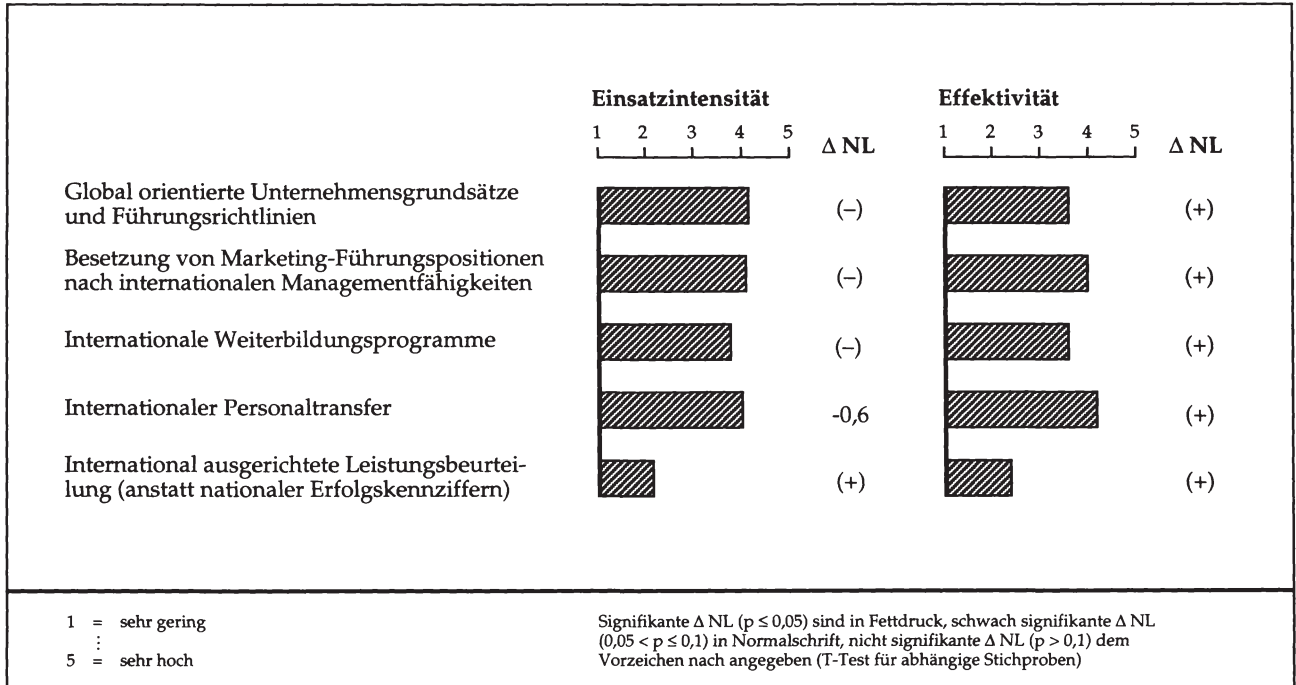 Einsatzintensität Effektivität
1 2 3 4 5 Δ NL 1 2 3 4 5 Δ NL
Global orientierte Unternehmensgrundsätze
und Führungsrichtlinien (–) (+)
Besetzung von Marketing-Führungspositionen
nach internationalen Managementfähigkeiten (–) (+)
Internationale Weiterbildungsprogramme (–) (+)
Internationaler Personaltransfer -0,6 (+)
International ausgerichtete Leistungsbeurtei-
lung (anstatt nationaler Erfolgskennziffern) (+) (+)
1 = sehr gering
⋮
5 = sehr hoch
Signifikante Δ NL (p ≤ 0,05) sind in Fettdruck, schwach signifikante Δ NL
(0,05 < p ≤ 0,1) in Normalschrift, nicht signifikante Δ NL (p > 0,1) dem
Vorzeichen nach angegeben (T-Test für abhängige Stichproben)